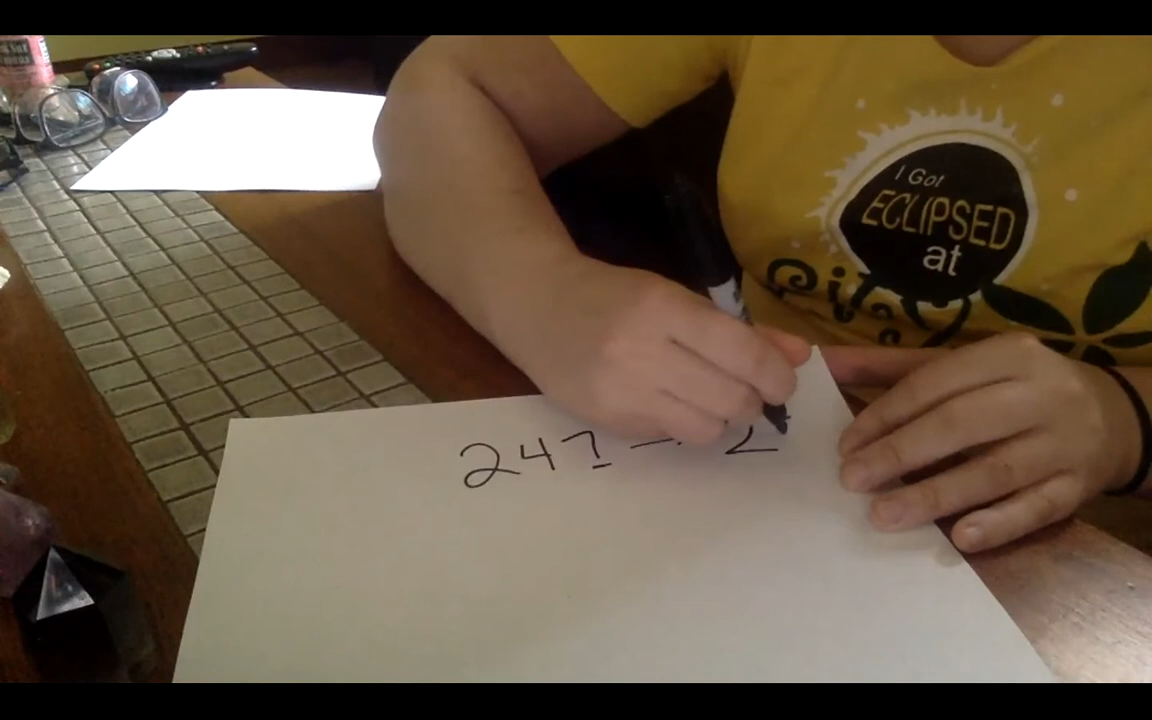 I Got
ECLIPSED
at
247 → 2